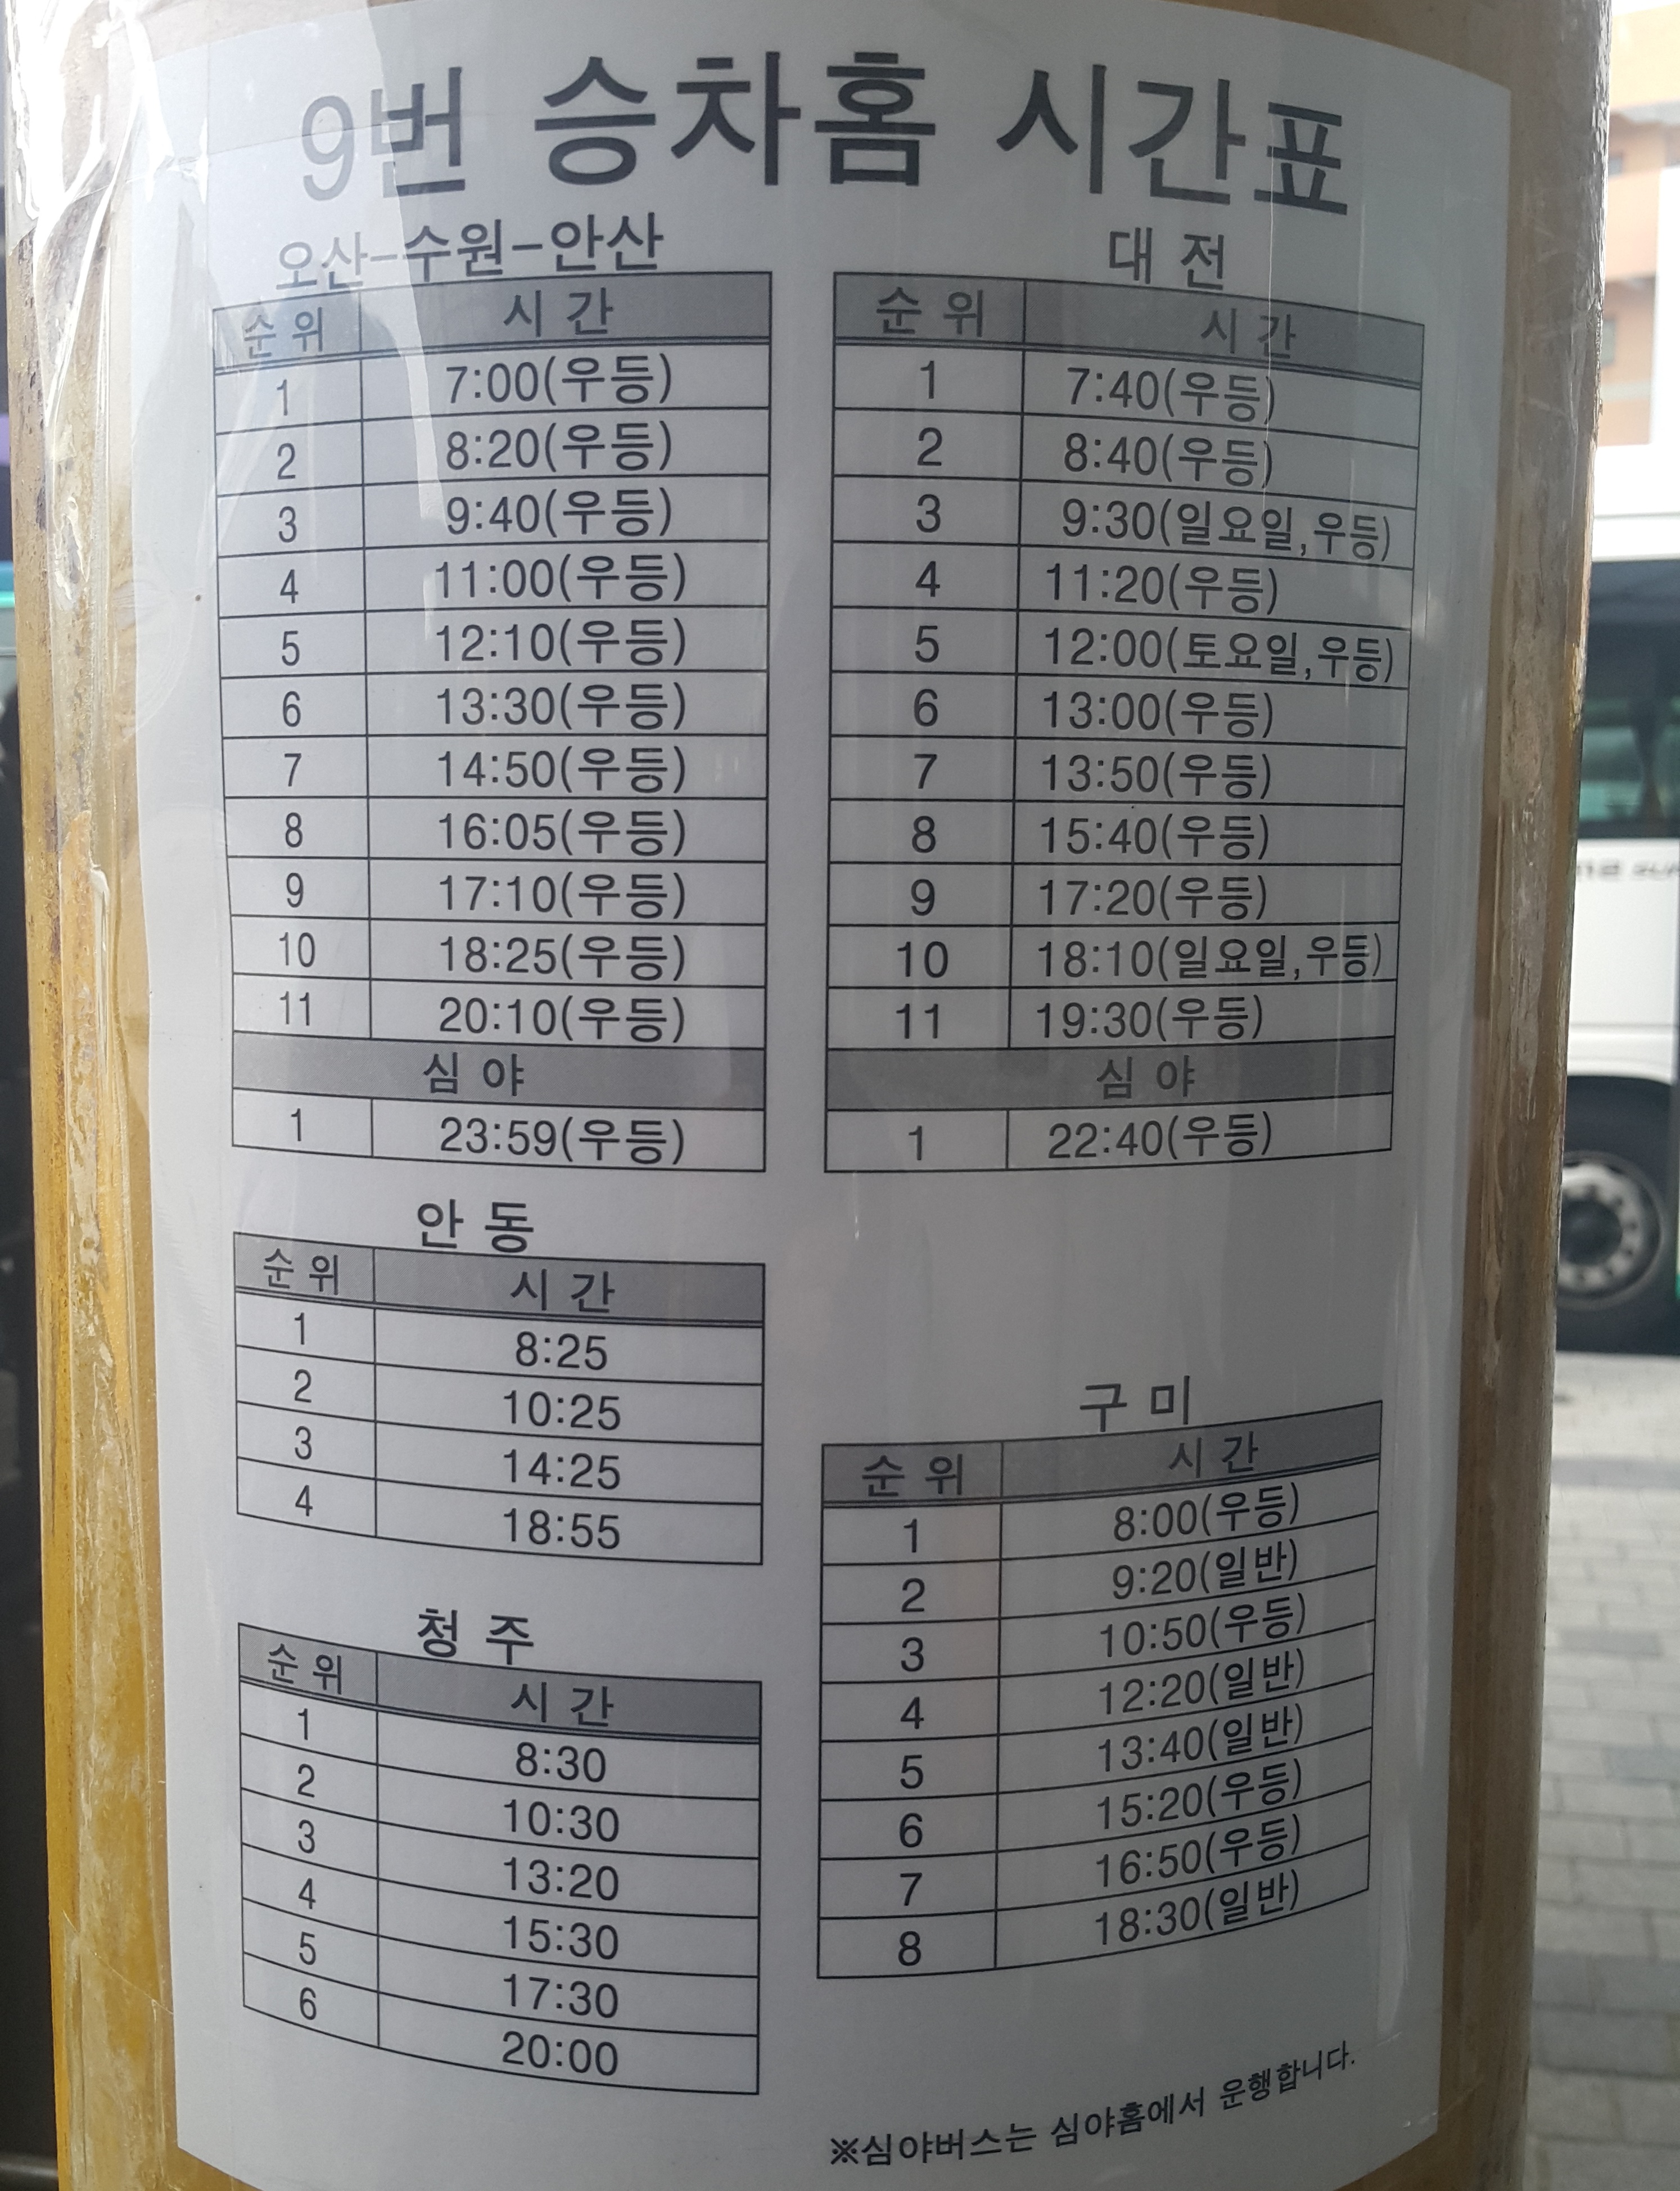 9번 승차홈 시간표
오산-수원-안산
순위 시간
1 7:00(우등)
2 8:20(우등)
3 9:40(우등)
4 11:00(우등)
5 12:10(우등)
6 13:30(우등)
7 14:50(우등)
8 16:05(우등)
9 17:10(우등)
10 18:25(우등)
11 20:10(우등)
심야
1 23:59(우등)
대전
순위 시간
1 7:40(우등)
2 8:40(우등)
3 9:30(일요일,우등)
4 11:20(우등)
5 12:00(토요일,우등)
6 13:00(우등)
7 13:50(우등)
8 15:40(우등)
9 17:20(우등)
10 18:10(일요일,우등)
11 19:30(우등)
심야
1 22:40(우등)
안동
순위 시간
1 8:25
2 10:25
3 14:25
4 18:55
청주
순위 시간
1 8:30
2 10:30
3 13:20
4 15:30
5 17:30
6 20:00
구미
순위 시간
1 8:00(우등)
2 9:20(일반)
3 10:50(우등)
4 12:20(일반)
5 13:40(일반)
6 15:20(우등)
7 16:50(우등)
8 18:30(일반)
※심야버스는 심야홈에서 운행합니다.